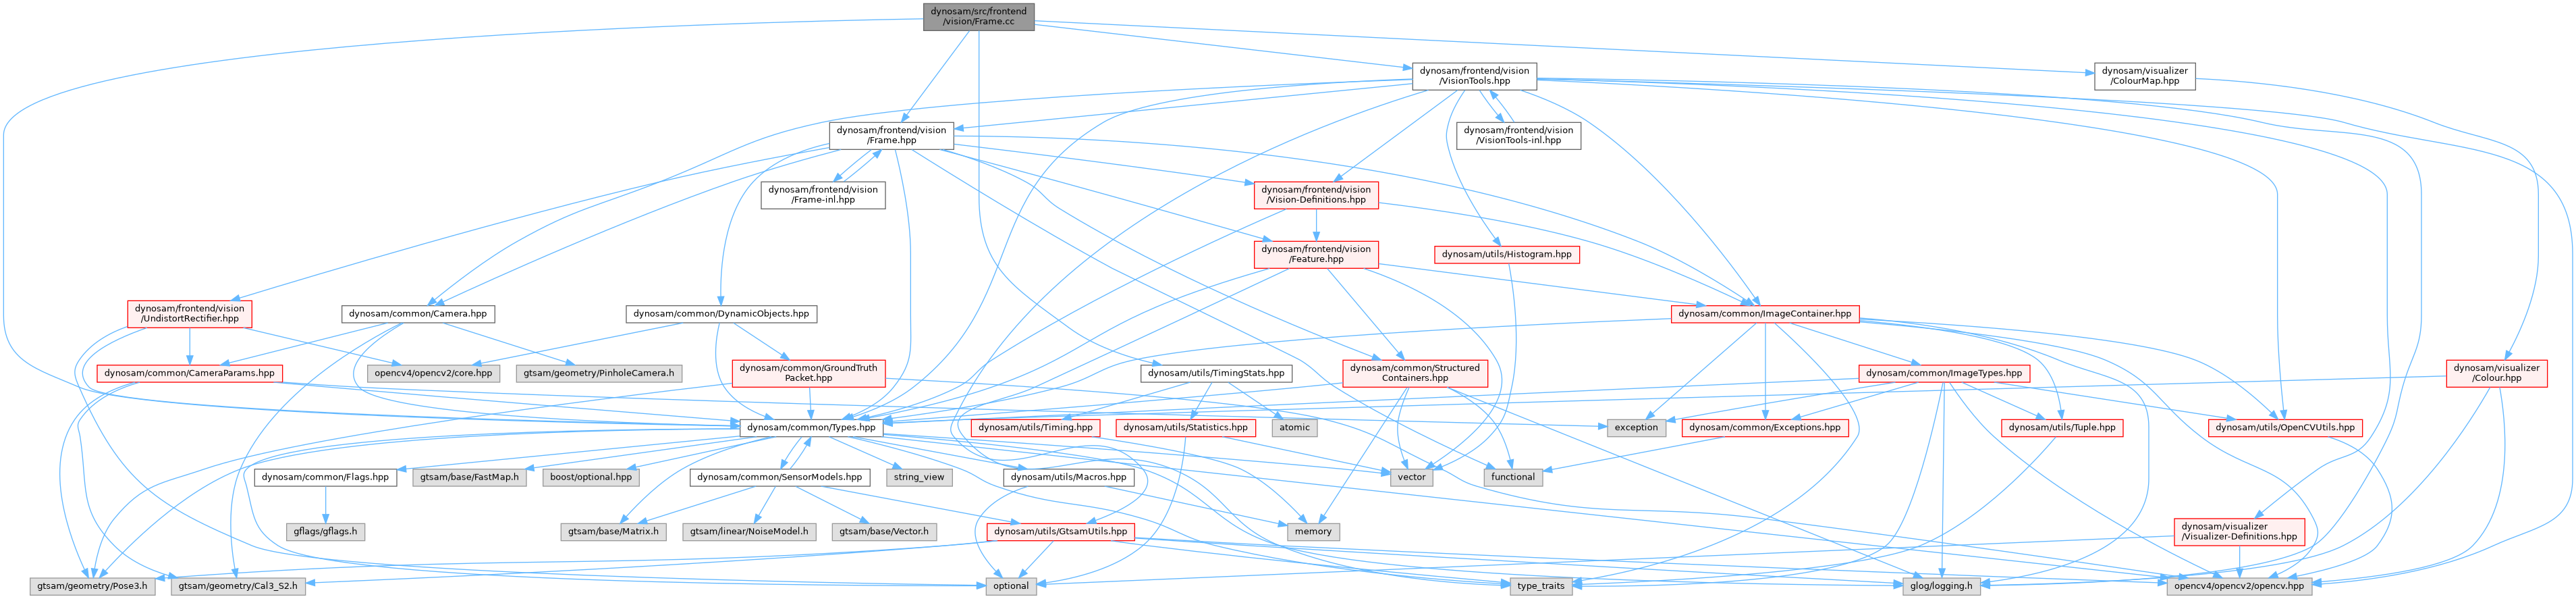 dynosam/src/frontend
/vision/Frame.cc
dynosam/frontend/vision
/VisionTools.hpp
dynosam/visualizer
/ColourMap.hpp
dynosam/frontend/vision
/Frame.hpp
dynosam/frontend/vision
/VisionTools-inl.hpp
dynosam/frontend/vision
/Frame-inl.hpp
dynosam/frontend/vision
/Vision-Definitions.hpp
dynosam/frontend/vision
/Feature.hpp
dynosam/utils/Histogram.hpp
dynosam/frontend/vision
/UndistortRectifier.hpp
dynosam/common/Camera.hpp
dynosam/common/DynamicObjects.hpp
dynosam/common/ImageContainer.hpp
dynosam/common/CameraParams.hpp
opencv4/opencv2/core.hpp
gtsam/geometry/PinholeCamera.h
dynosam/common/GroundTruth
Packet.hpp
dynosam/utils/TimingStats.hpp
dynosam/common/Structured
Containers.hpp
dynosam/common/ImageTypes.hpp
dynosam/visualizer
/Colour.hpp
dynosam/common/Types.hpp
dynosam/utils/Timing.hpp
dynosam/utils/Statistics.hpp
atomic
exception
dynosam/common/Exceptions.hpp
dynosam/utils/Tuple.hpp
dynosam/utils/OpenCVUtils.hpp
dynosam/common/Flags.hpp
gtsam/base/FastMap.h
boost/optional.hpp
dynosam/common/SensorModels.hpp
string_view
dynosam/utils/Macros.hpp
vector
functional
gflags/gflags.h
gtsam/base/Matrix.h
gtsam/linear/NoiseModel.h
gtsam/base/Vector.h
dynosam/utils/GtsamUtils.hpp
memory
dynosam/visualizer
/Visualizer-Definitions.hpp
gtsam/geometry/Pose3.h
gtsam/geometry/Cal3_S2.h
optional
type_traits
glog/logging.h
opencv4/opencv2/opencv.hpp